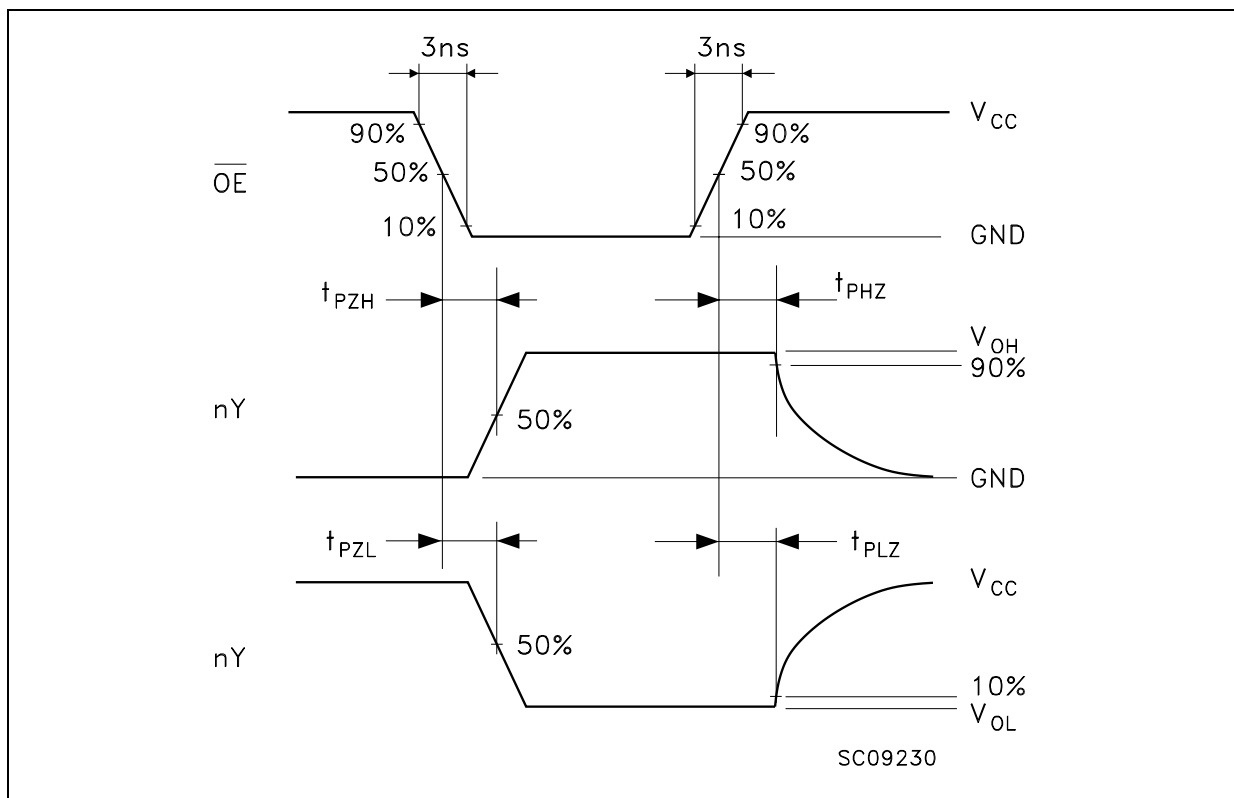 3ns 3ns
V_CC
90% 90%
50% 50%
O̅E̅
10% 10%
GND
t_PZH t_PHZ
V_OH
90%
nY
50%
GND
t_PZL t_PLZ
V_CC
50%
nY
10%
V_OL
SC09230